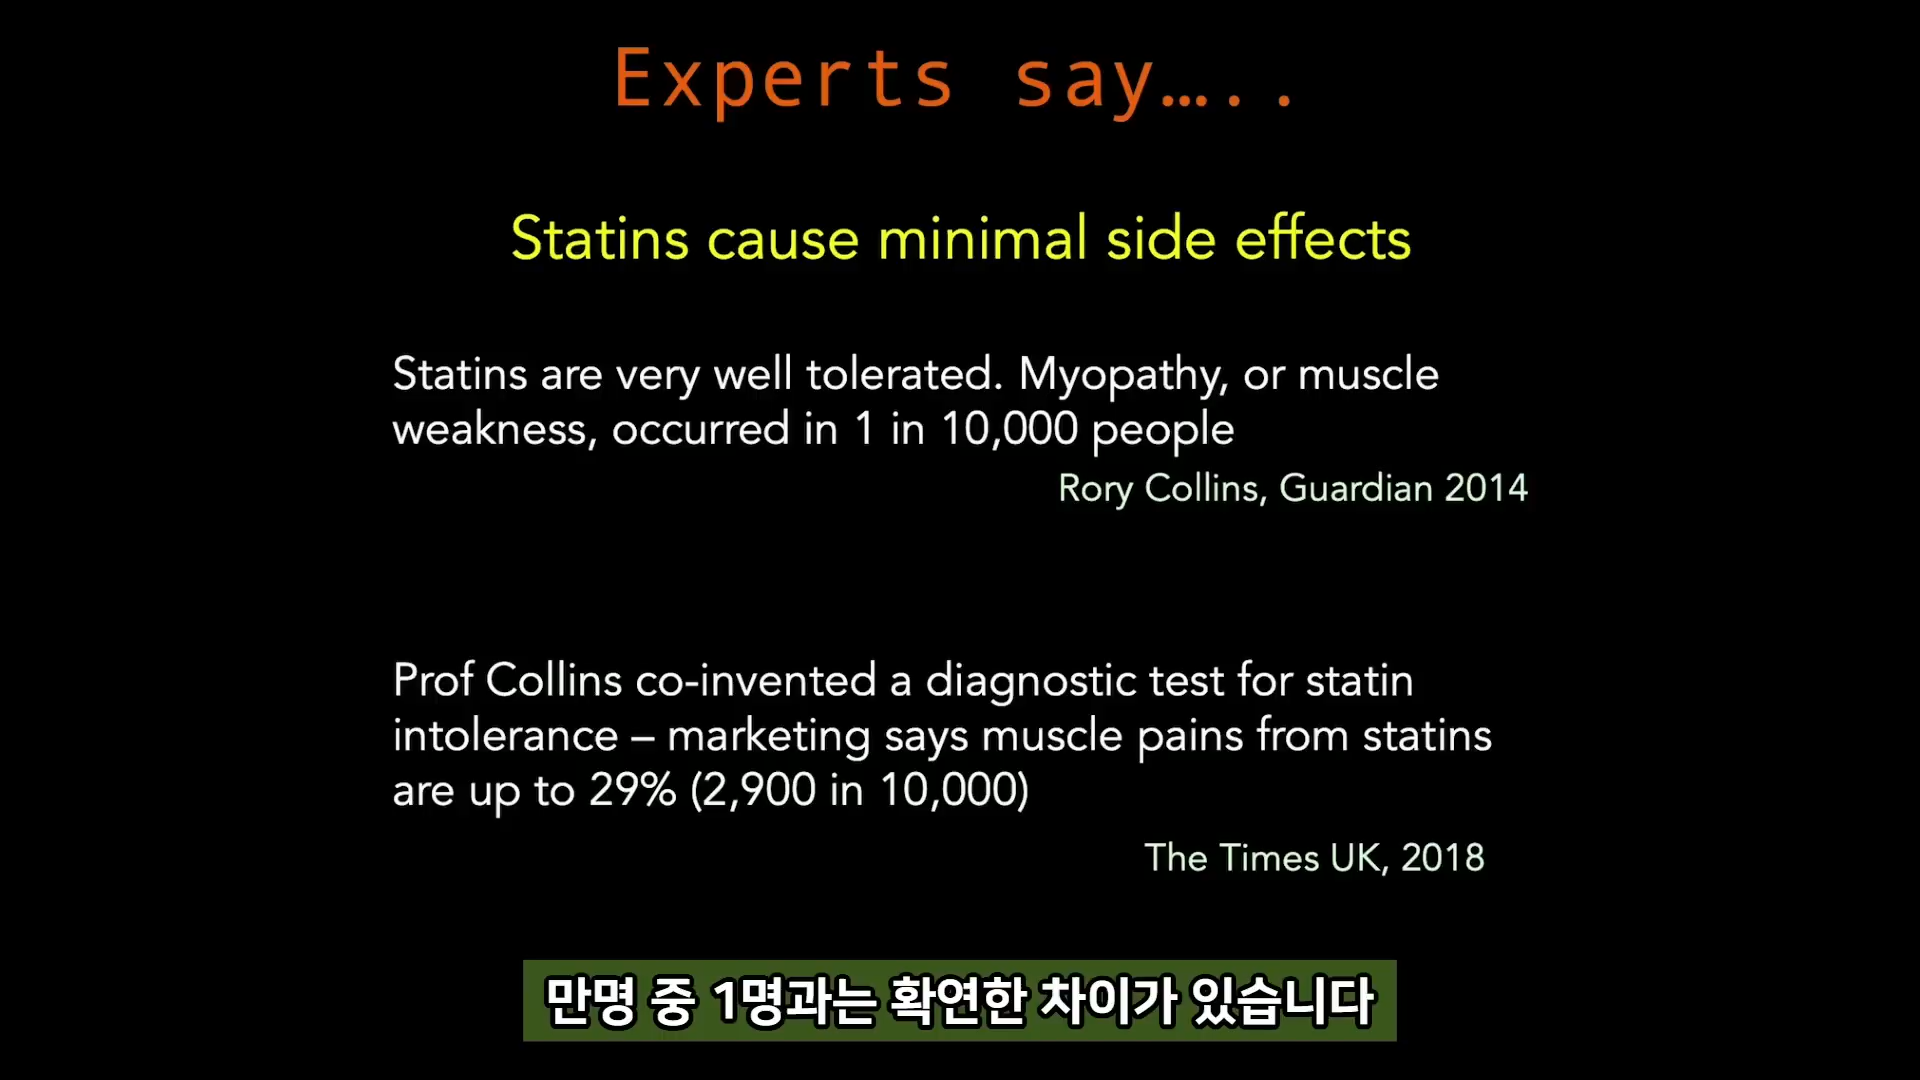 Experts say…..
Statins cause minimal side effects
Statins are very well tolerated. Myopathy, or muscle
weakness, occurred in 1 in 10,000 people
Rory Collins, Guardian 2014
Prof Collins co-invented a diagnostic test for statin
intolerance – marketing says muscle pains from statins
are up to 29% (2,900 in 10,000)
The Times UK, 2018
만명 중 1명과는 확연한 차이가 있습니다